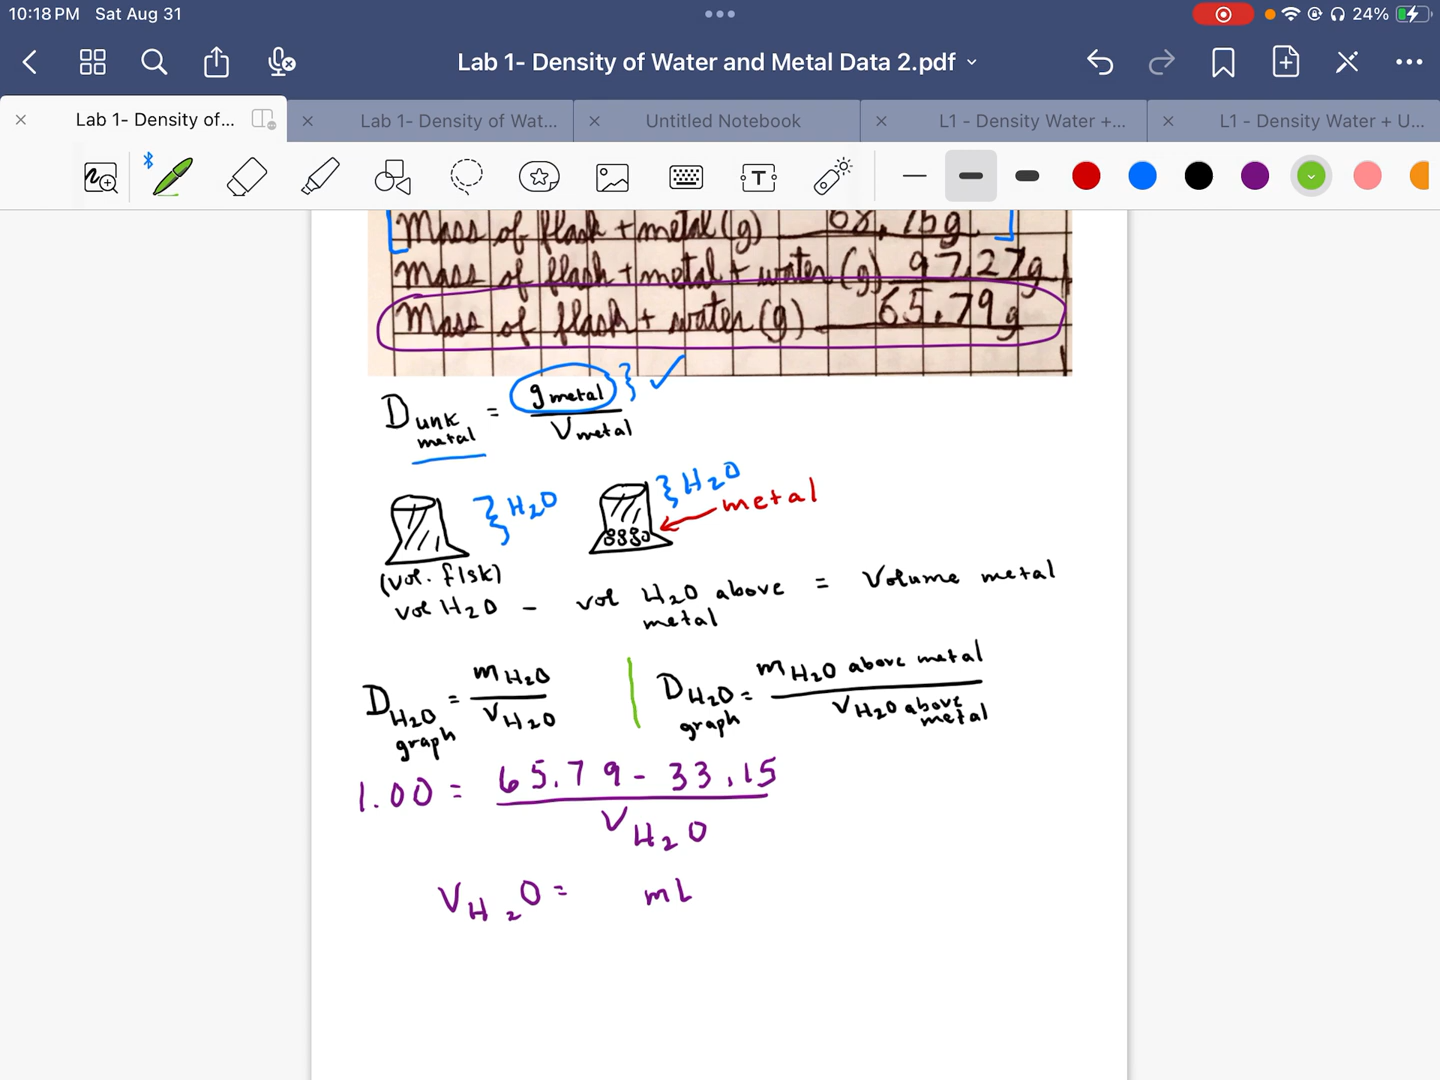 10:18 PM Sat Aug 31
24%
Lab 1- Density of Water and Metal Data 2.pdf
Lab 1- Density of...
Lab 1- Density of Wat...
Untitled Notebook
L1 - Density Water +...
L1 - Density Water + U...
Mass of flask + metal (g) 68.75g
Mass of flask + metal + water (g) 97.27g
Mass of flask + water (g) 65.79g
D unk metal = g metal / V metal
} H2O } H2O
metal
(vol. flsk)
vol H2O - vol H2O above metal = Volume metal
D H2O graph = m H2O / V H2O
D H2O graph = m H2O above metal / V H2O above metal
1.00 = 65.79 - 33.15 / V H2O
V H2O = mL